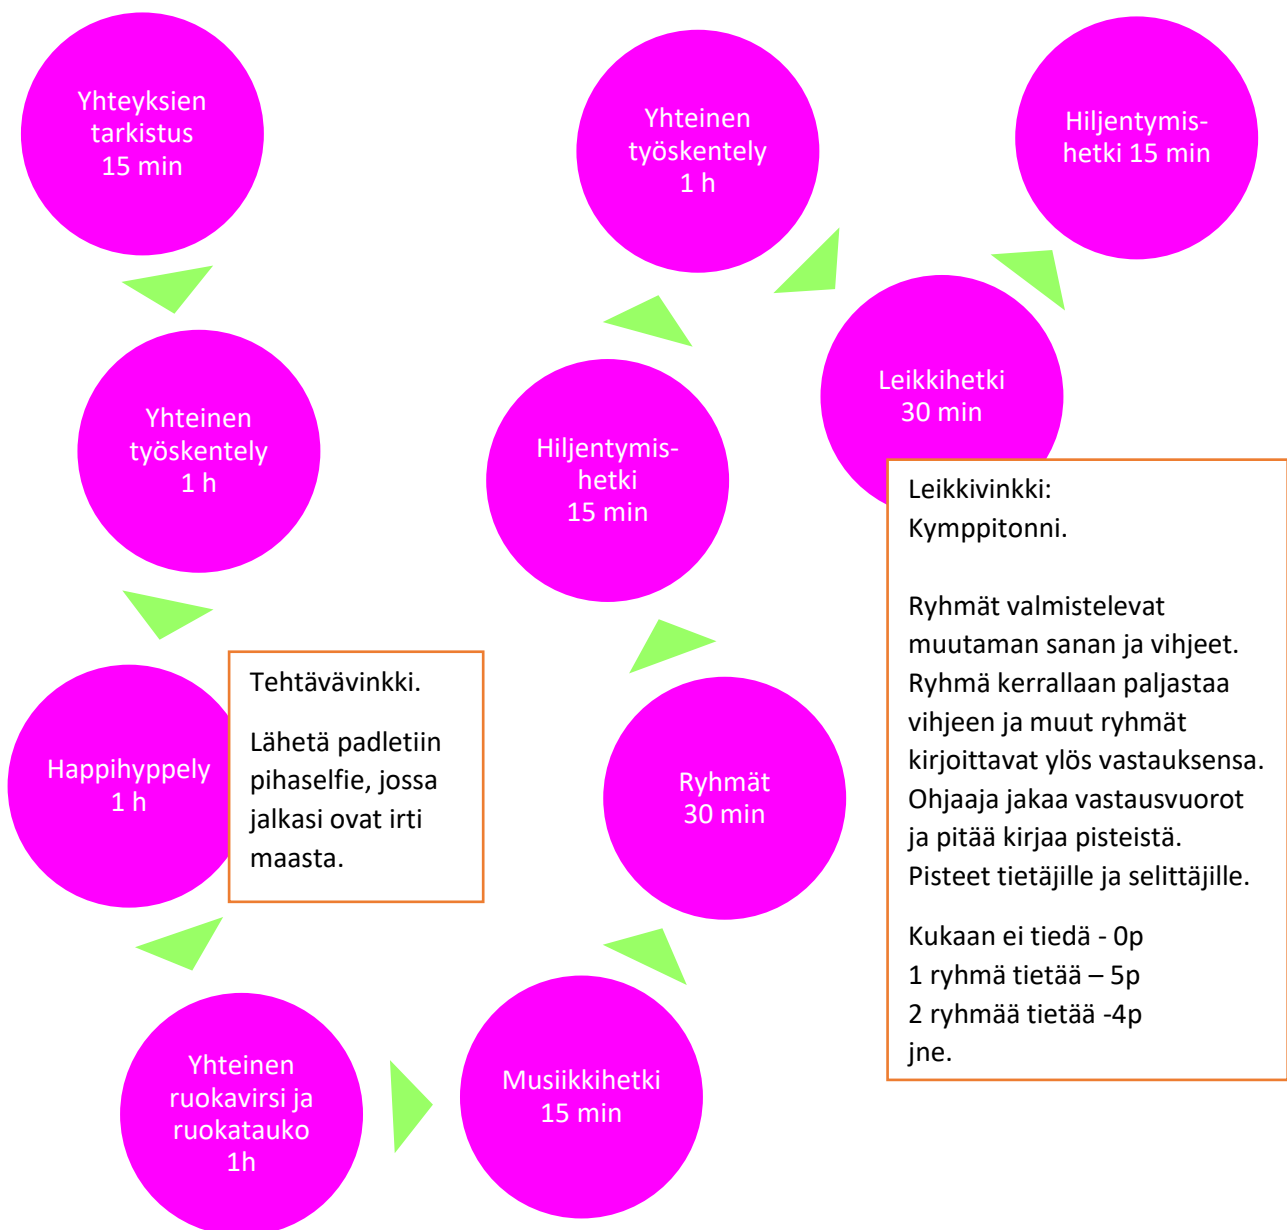 Yhteyksien
tarkistus
15 min
Yhteinen
työskentely
1 h
Happihyppely
1 h
Tehtävävinkki.
Lähetä padletiin
pihaselfie, jossa
jalkasi ovat irti
maasta.
Yhteinen
ruokavirsi ja
ruokatauko
1h
Musiikkihetki
15 min
Ryhmät
30 min
Hiljentymis-
hetki
15 min
Yhteinen
työskentely
1 h
Leikkihetki
30 min
Leikkivinkki:
Kymppitonni.
Ryhmät valmistelevat
muutaman sanan ja vihjeet.
Ryhmä kerrallaan paljastaa
vihjeen ja muut ryhmät
kirjoittavat ylös vastauksensa.
Ohjaaja jakaa vastausvuorot
ja pitää kirjaa pisteistä.
Pisteet tietäjille ja selittäjille.
Kukaan ei tiedä - 0p
1 ryhmä tietää – 5p
2 ryhmää tietää -4p
jne.
Hiljentymis-
hetki 15 min